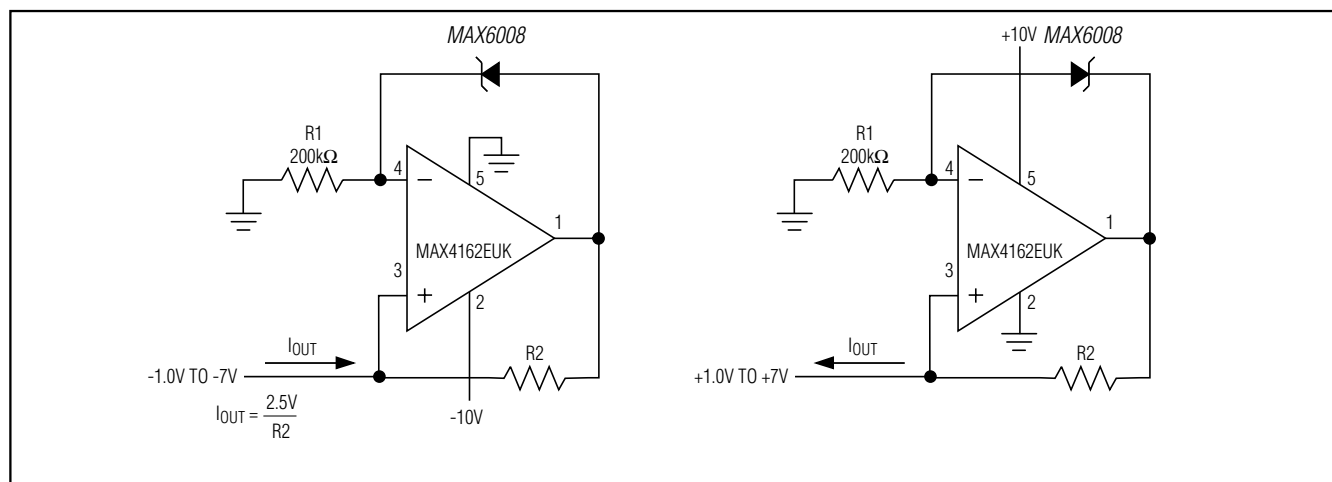 MAX6008
R1
200kΩ
4
−
5
MAX4162EUK
1
3
+
2
IOUT
R2
-1.0V TO -7V
-10V
IOUT = 2.5V
R2
+10V
MAX6008
R1
200kΩ
4
−
5
1
MAX4162EUK
3
+
2
IOUT
R2
+1.0V TO +7V